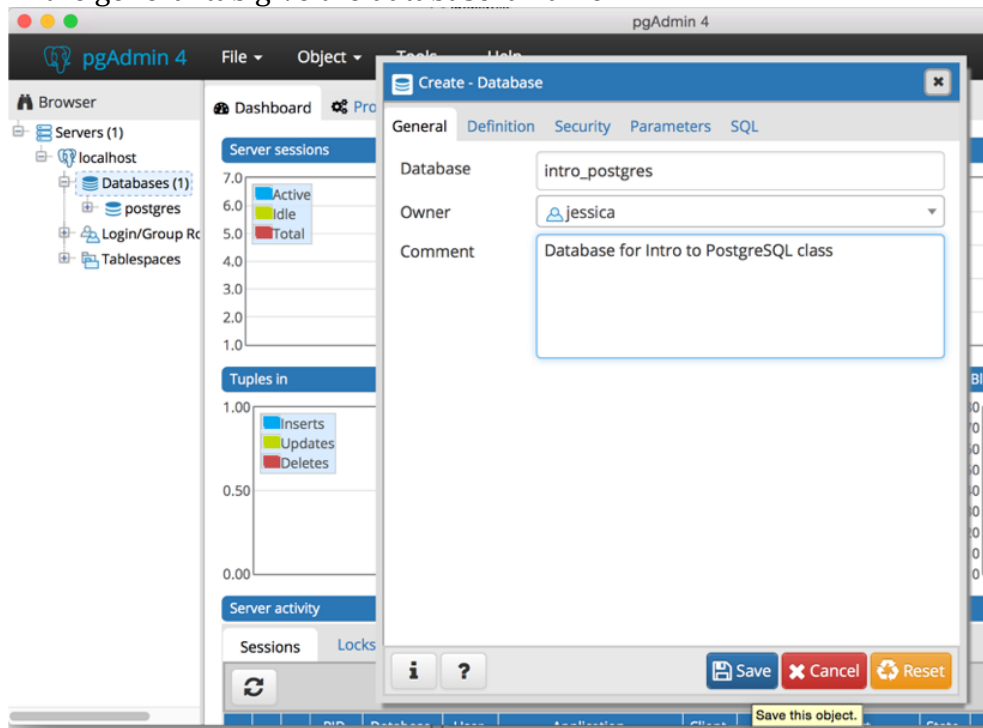 pgAdmin 4
pgAdmin 4 File Object
Browser
Servers (1)
localhost
Databases (1)
postgres
Login/Group Ro
Tablespaces
Dashboard Pro
Server sessions
7.0
6.0
5.0
4.0
3.0
2.0
1.0
Active
Idle
Total
Tuples in
1.00
0.50
0.00
Inserts
Updates
Deletes
Server activity
Sessions Locks
Create - Database
General Definition Security Parameters SQL
Database intro_postgres
Owner jessica
Comment Database for Intro to PostgreSQL class
i ? Save Cancel Reset
Save this object.